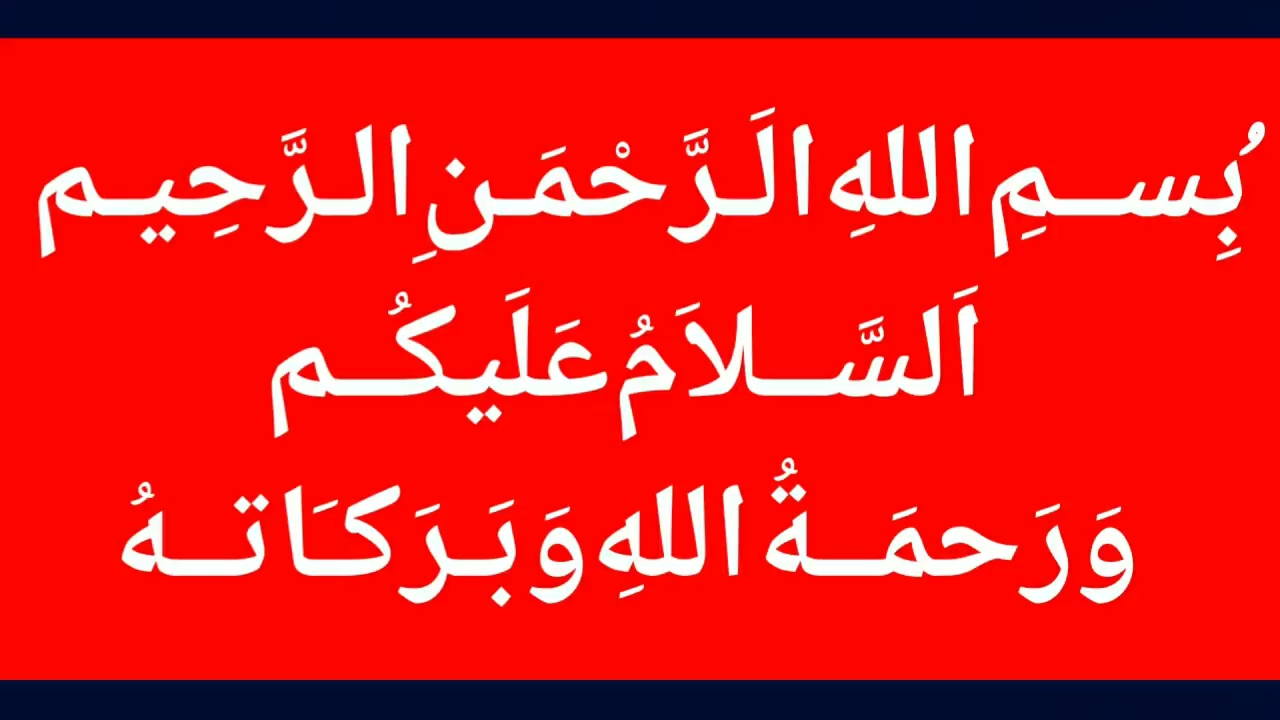 بُِسمِ اللهِ الَرَّحْمَنِ الرَّحِيم
اَلسَّلاَمُ عَلَيكُم
وَرَحمَةُ اللهِ وَبَرَكَاتهُ